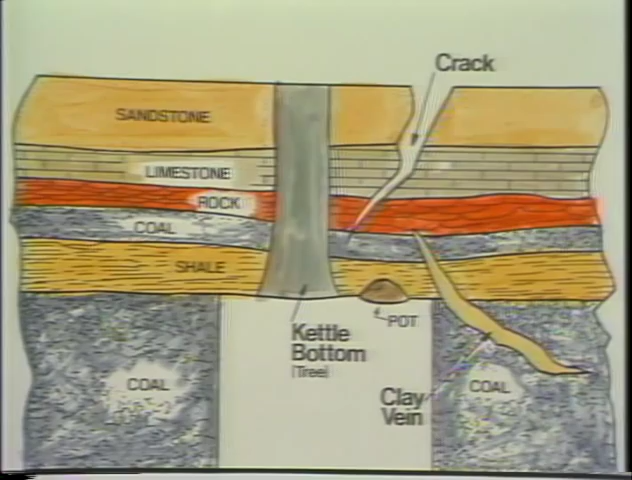 Crack
SANDSTONE
LIMESTONE
ROCK
COAL
SHALE
POT
Kettle
Bottom
(Tree)
COAL
Clay
Vein
COAL